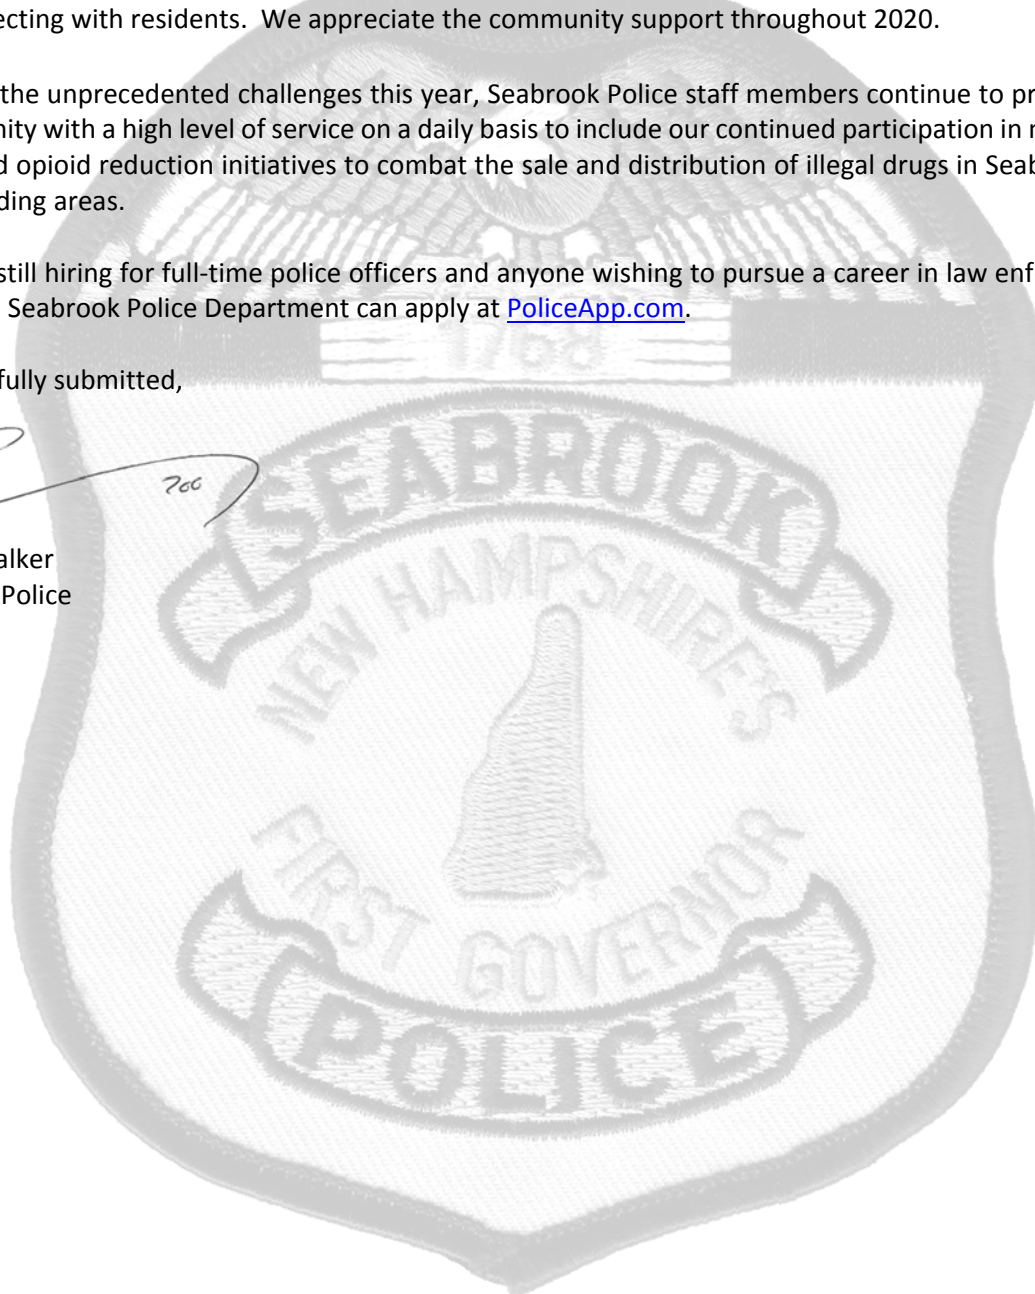 ecting with residents.  We appreciate the community support throughout 2020.
the unprecedented challenges this year, Seabrook Police staff members continue to pr
nity with a high level of service on a daily basis to include our continued participation in
d opioid reduction initiatives to combat the sale and distribution of illegal drugs in Seab
ding areas.
still hiring for full-time police officers and anyone wishing to pursue a career in law enf
Seabrook Police Department can apply at PoliceApp.com.
fully submitted,
700
alker
Police
1768
SEABROOK
NEW HAMPSHIRE'S
FIRST GOVERNOR
POLICE